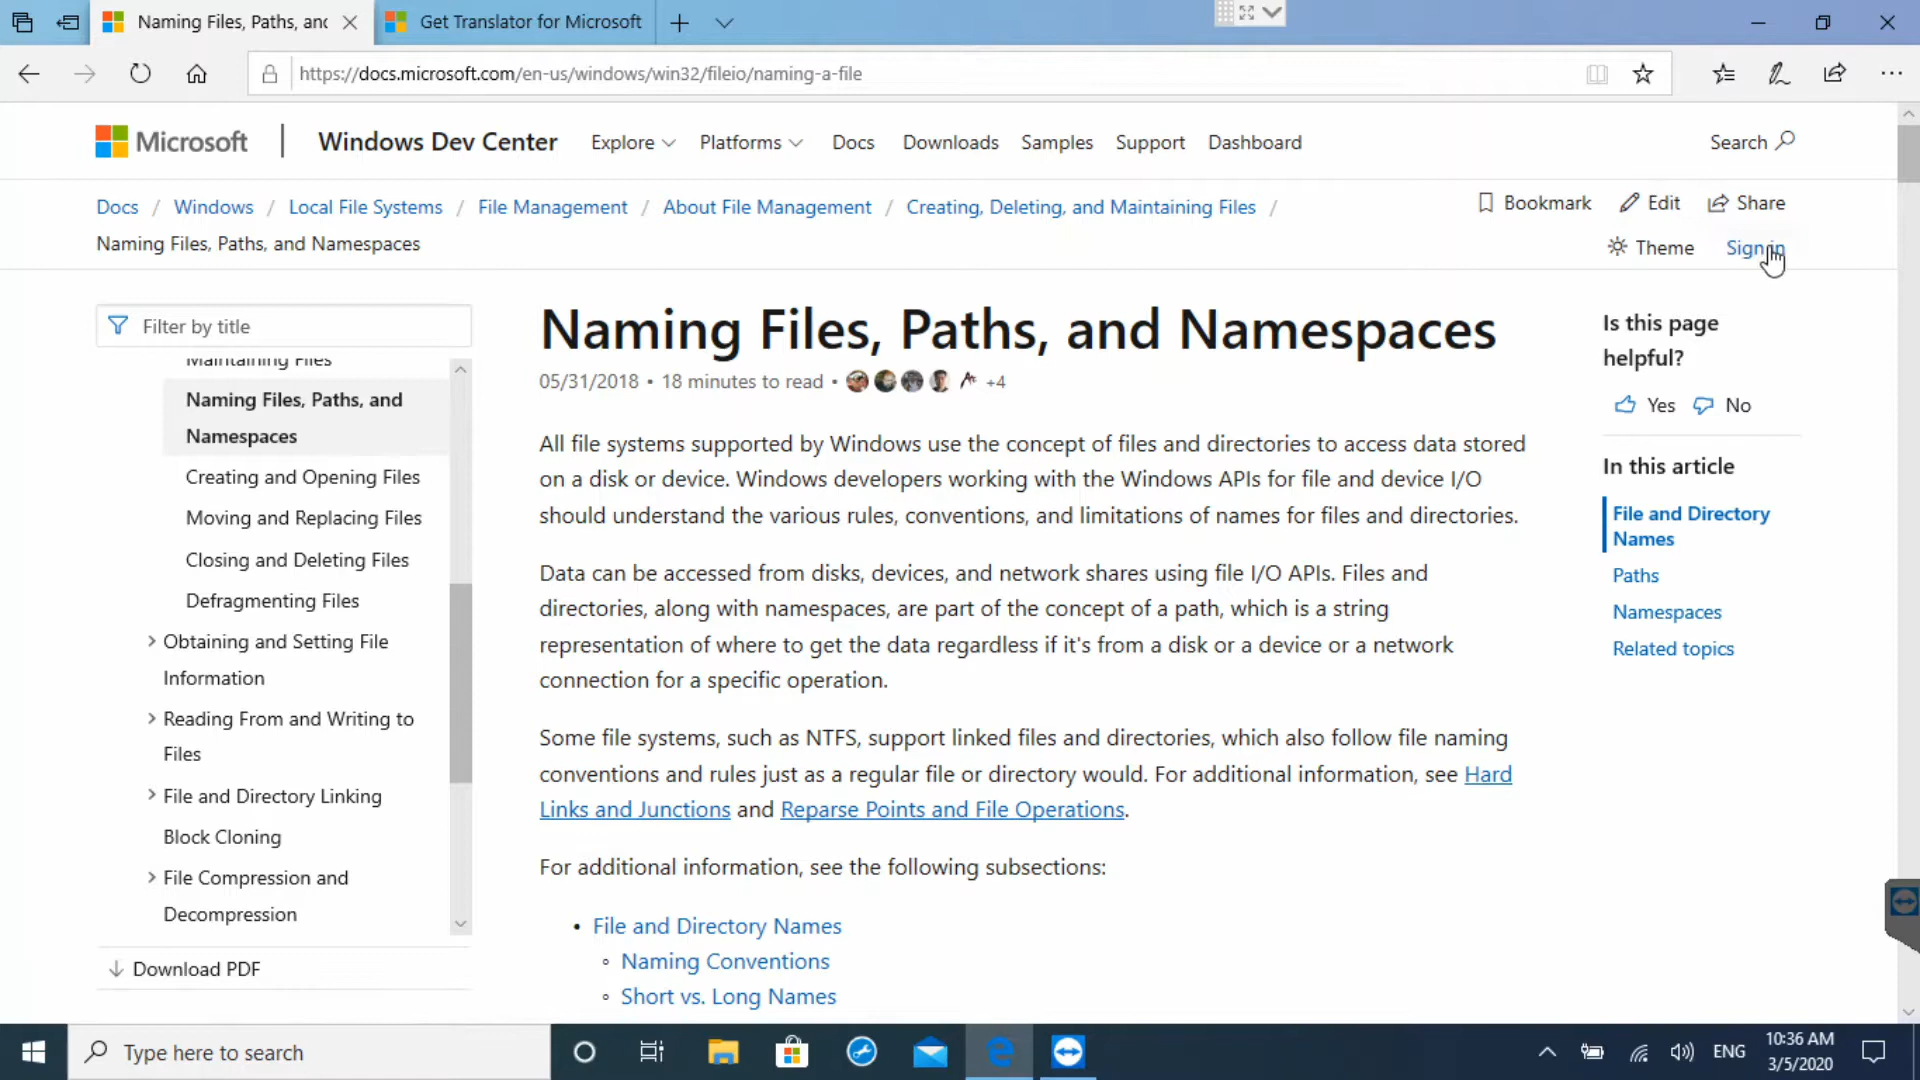 Naming Files, Paths, anc
Get Translator for Microsoft
https://docs.microsoft.com/en-us/windows/win32/fileio/naming-a-file
Microsoft
Windows Dev Center
Explore
Platforms
Docs
Downloads
Samples
Support
Dashboard
Search
Docs / Windows / Local File Systems / File Management / About File Management / Creating, Deleting, and Maintaining Files /
Naming Files, Paths, and Namespaces
Bookmark
Edit
Share
Theme
Sign in
Filter by title
Maintaining Files
Naming Files, Paths, and
Namespaces
Creating and Opening Files
Moving and Replacing Files
Closing and Deleting Files
Defragmenting Files
Obtaining and Setting File
Information
Reading From and Writing to
Files
File and Directory Linking
Block Cloning
File Compression and
Decompression
Download PDF
Naming Files, Paths, and Namespaces
05/31/2018 • 18 minutes to read • +4
All file systems supported by Windows use the concept of files and directories to access data stored
on a disk or device. Windows developers working with the Windows APIs for file and device I/O
should understand the various rules, conventions, and limitations of names for files and directories.
Data can be accessed from disks, devices, and network shares using file I/O APIs. Files and
directories, along with namespaces, are part of the concept of a path, which is a string
representation of where to get the data regardless if it's from a disk or a device or a network
connection for a specific operation.
Some file systems, such as NTFS, support linked files and directories, which also follow file naming
conventions and rules just as a regular file or directory would. For additional information, see Hard
Links and Junctions and Reparse Points and File Operations.
For additional information, see the following subsections:
• File and Directory Names
◦ Naming Conventions
◦ Short vs. Long Names
Is this page
helpful?
Yes
No
In this article
File and Directory
Names
Paths
Namespaces
Related topics
Type here to search
ENG
10:36 AM
3/5/2020